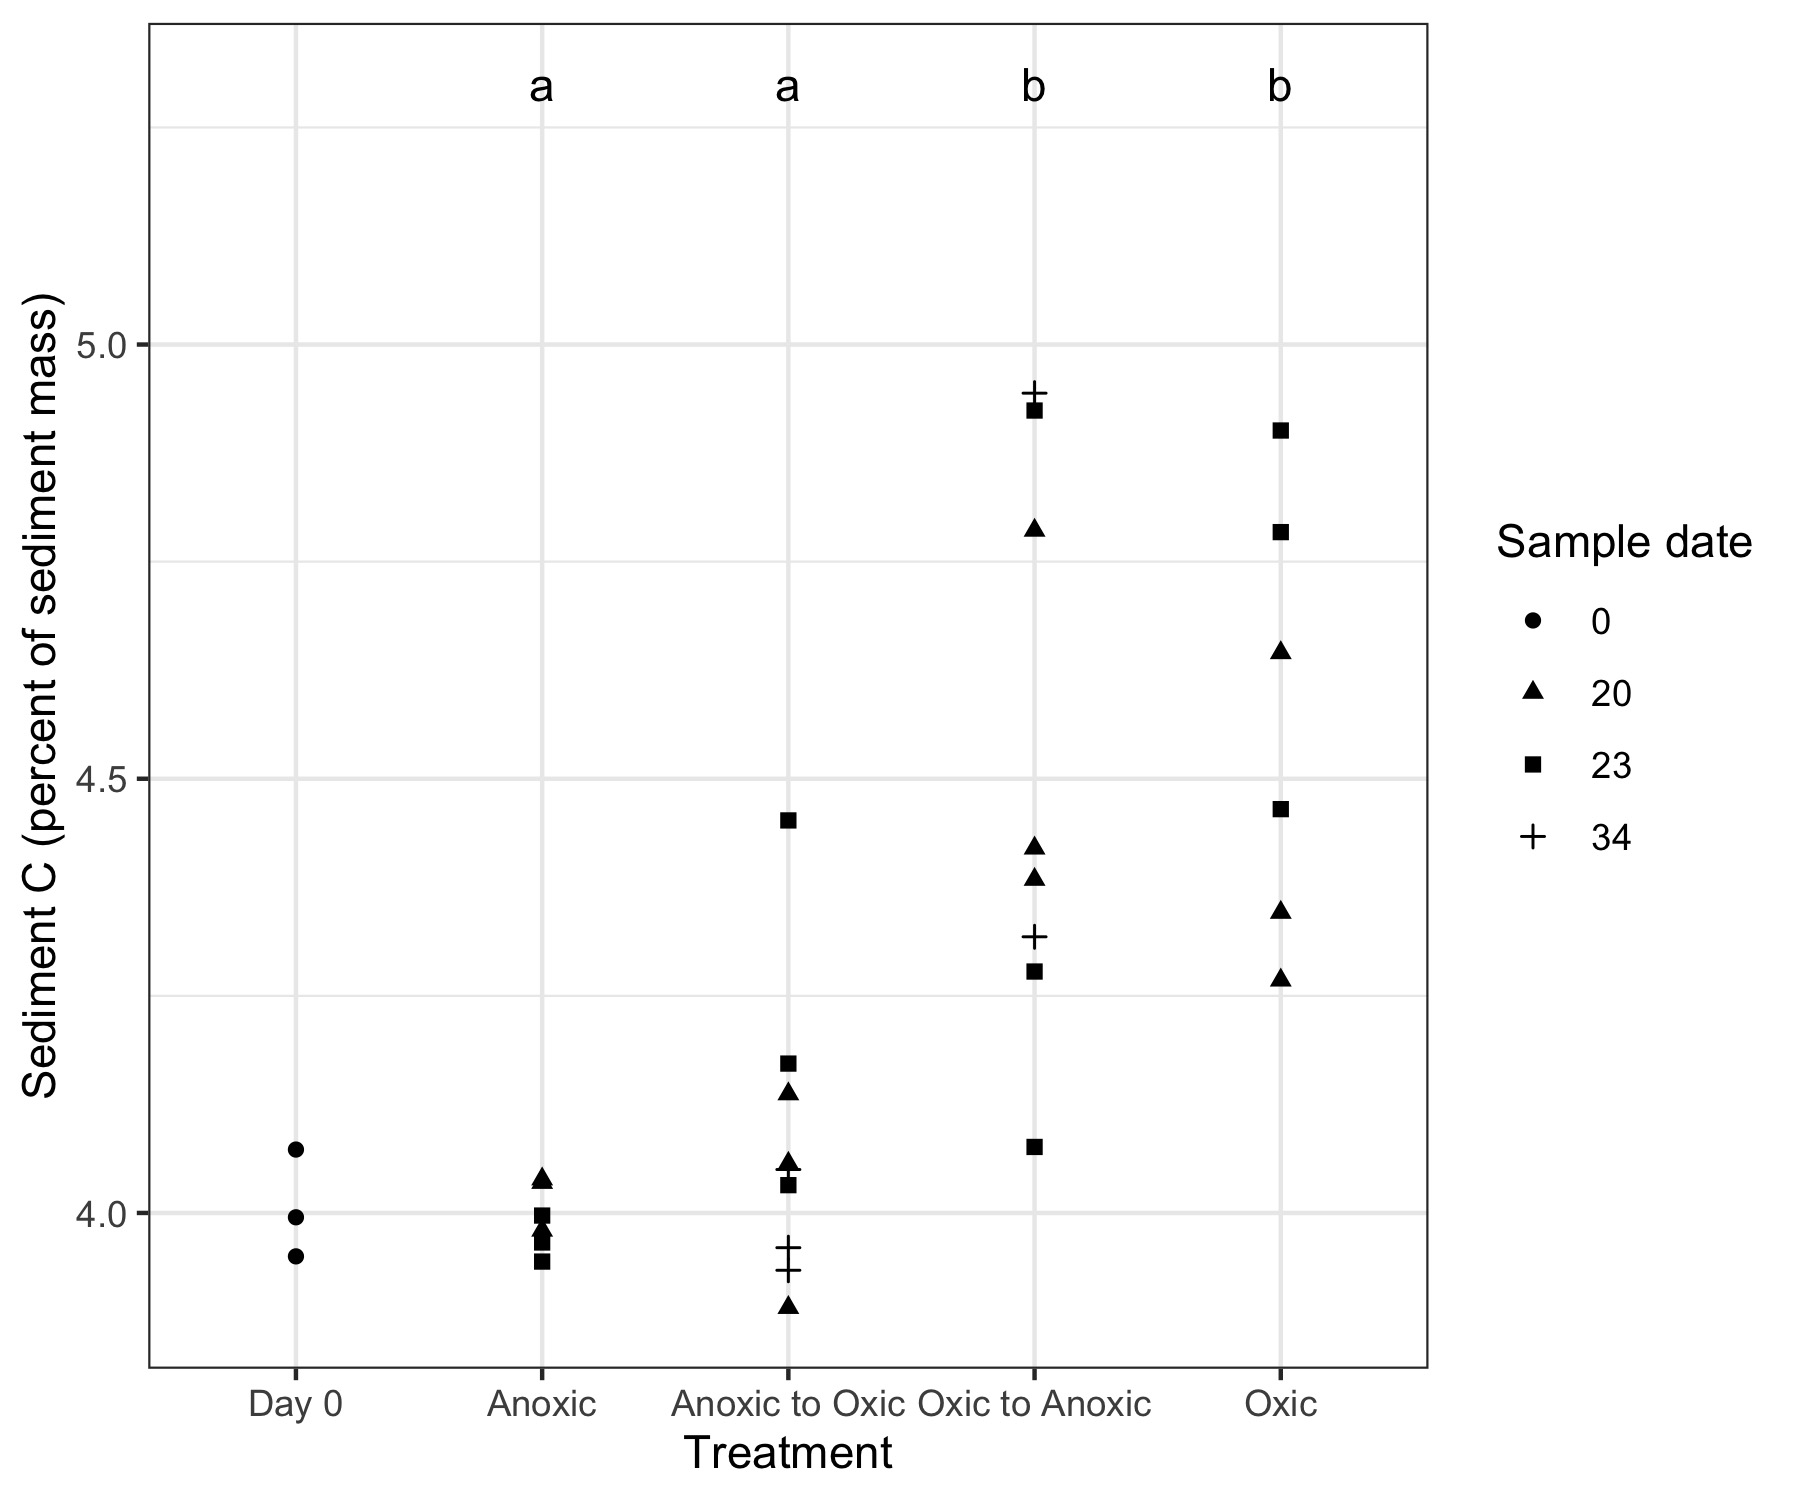 a a b b
Sediment C (percent of sediment mass)
5.0
4.5
4.0
Day 0 Anoxic Anoxic to Oxic Oxic to Anoxic Oxic
Treatment
Sample date
0
20
23
34